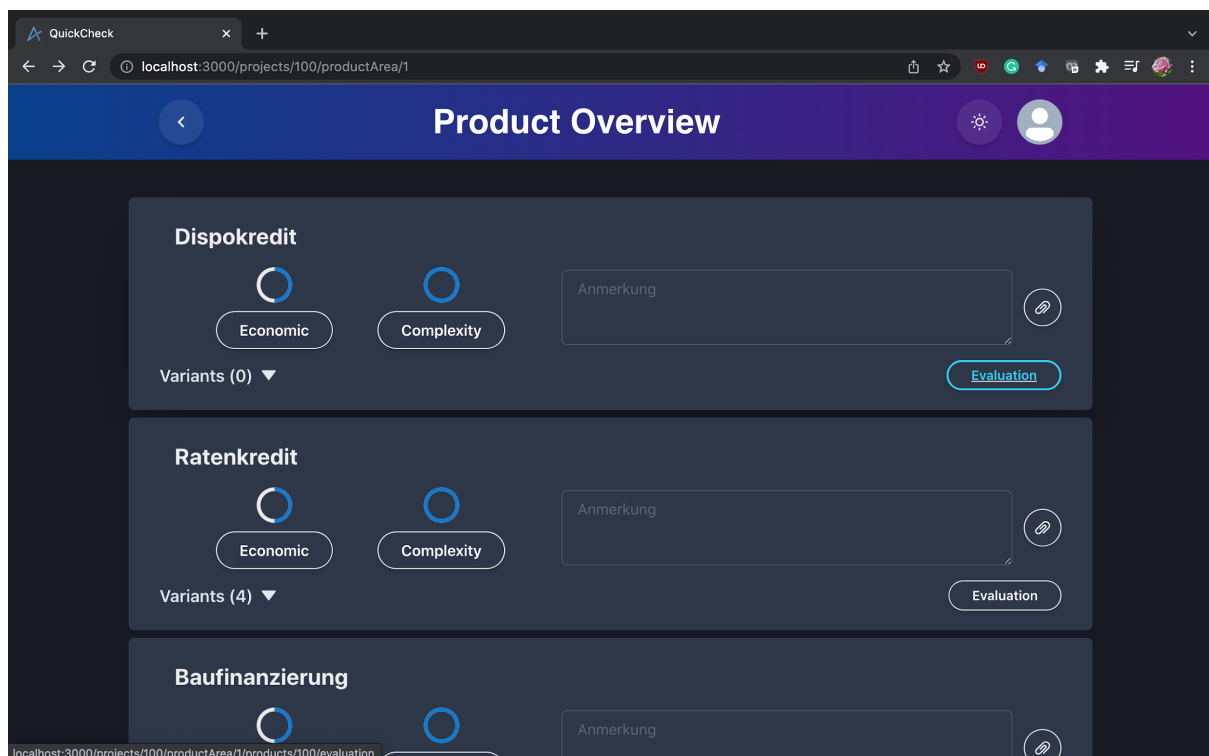 QuickCheck
localhost:3000/projects/100/productArea/1
Product Overview
Dispokredit
Anmerkung
Economic
Complexity
Variants (0)
Evaluation
Ratenkredit
Anmerkung
Economic
Complexity
Variants (4)
Evaluation
Baufinanzierung
Anmerkung
localhost:3000/projects/100/productArea/1/products/100/evaluation